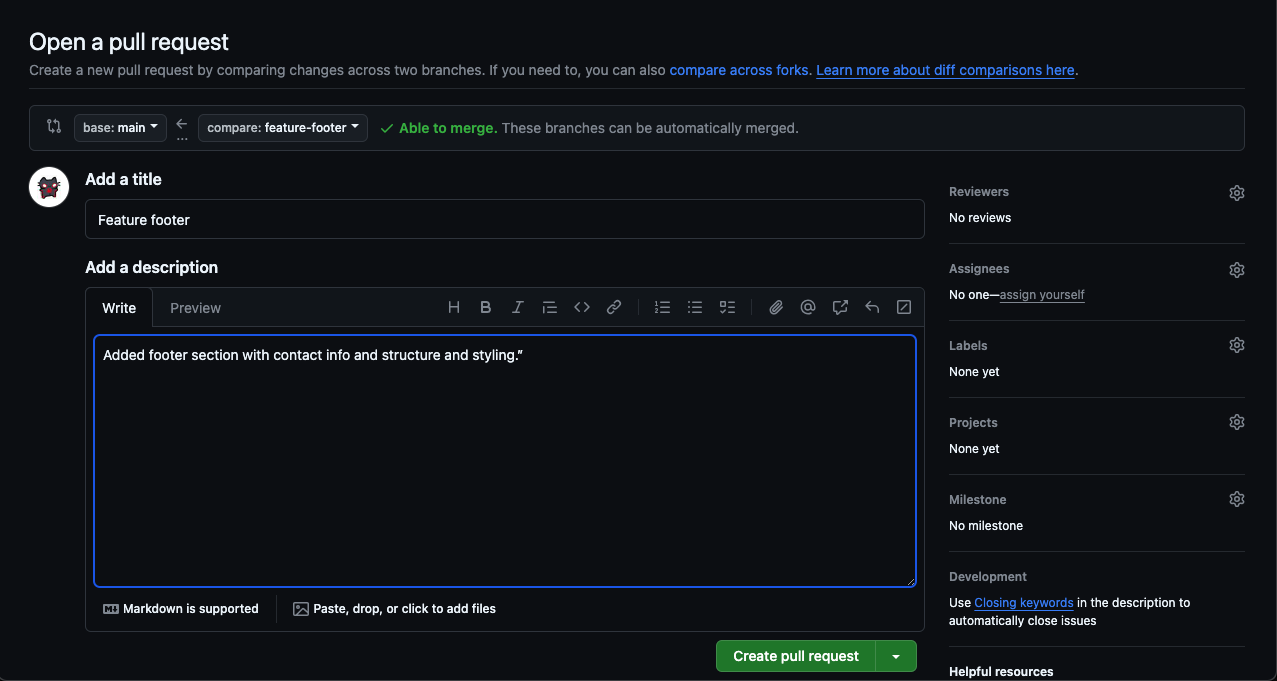 Open a pull request
Create a new pull request by comparing changes across two branches. If you need to, you can also compare across forks. Learn more about diff comparisons here.
base: main
compare: feature-footer
Able to merge. These branches can be automatically merged.
Add a title
Feature footer
Add a description
Write
Preview
Added footer section with contact info and structure and styling.”
Markdown is supported
Paste, drop, or click to add files
Create pull request
Reviewers
No reviews
Assignees
No one—assign yourself
Labels
None yet
Projects
None yet
Milestone
No milestone
Development
Use Closing keywords in the description to
automatically close issues
Helpful resources